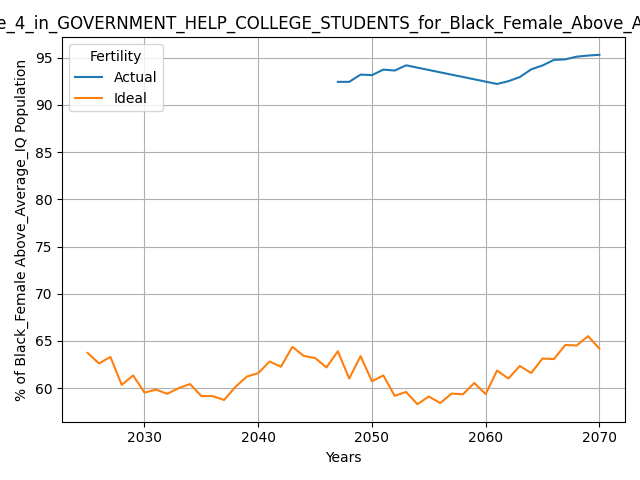 e_4_in_GOVERNMENT_HELP_COLLEGE_STUDENTS_for_Black_Female_Above_A
Fertility
Actual
Ideal
% of Black_Female Above_Average_IQ Population
95
90
85
80
75
70
65
60
2030 2040 2050 2060 2070
Years